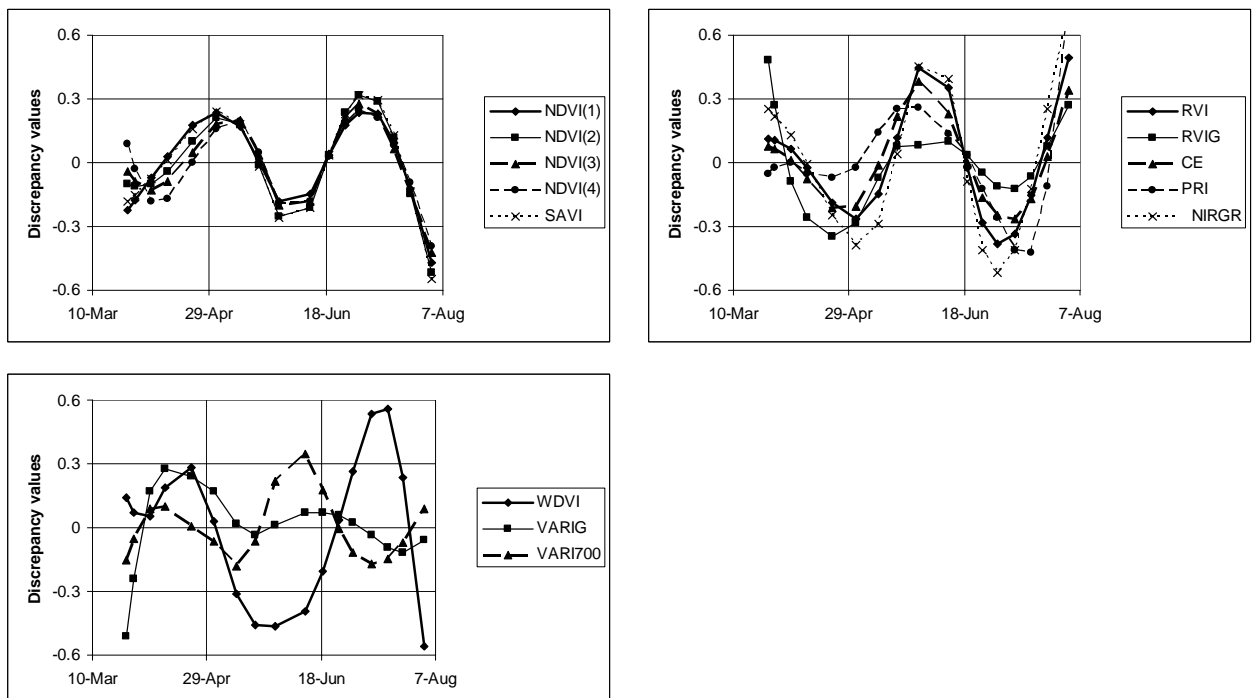 0.6
0.3
0
-0.3
-0.6
Discrepancy values
10-Mar 29-Apr 18-Jun 7-Aug
NDVI(1)
NDVI(2)
NDVI(3)
NDVI(4)
SAVI
0.6
0.3
0
-0.3
-0.6
Discrepancy values
10-Mar 29-Apr 18-Jun 7-Aug
RVI
RVIG
CE
PRI
NIRGR
0.6
0.3
0
-0.3
-0.6
Discrepancy values
10-Mar 29-Apr 18-Jun 7-Aug
WDVI
VARIG
VARI700